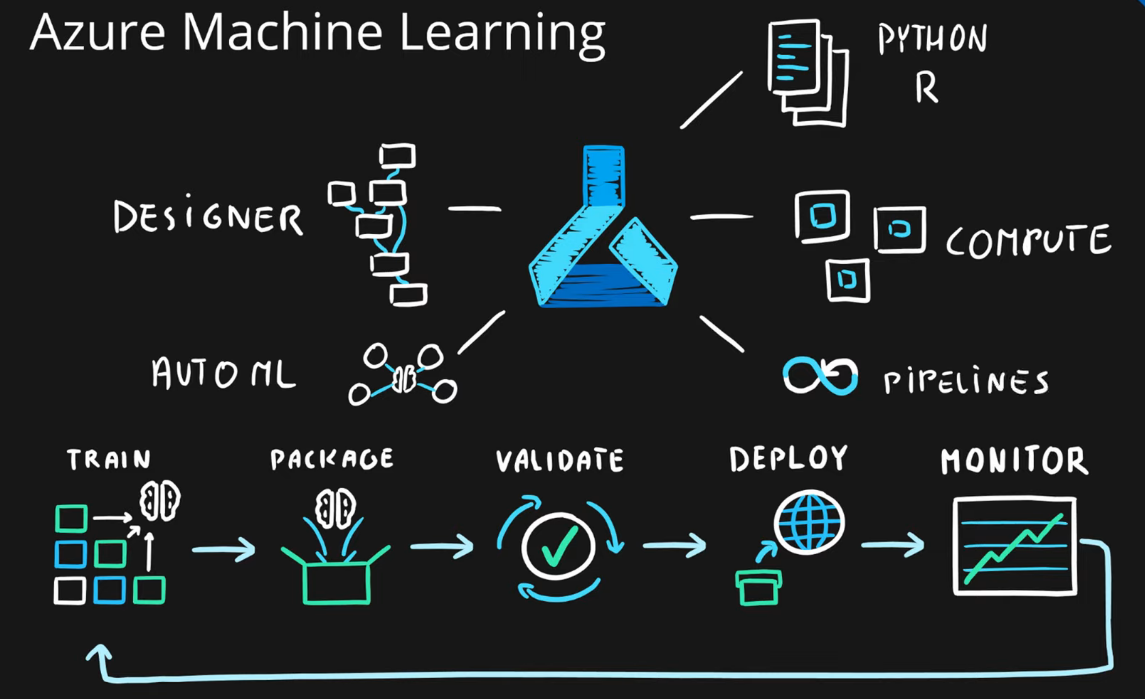 Azure Machine Learning
PYTHON
R
DESIGNER
COMPUTE
AUTO ML
PIPELINES
TRAIN
PACKAGE
VALIDATE
DEPLOY
MONITOR